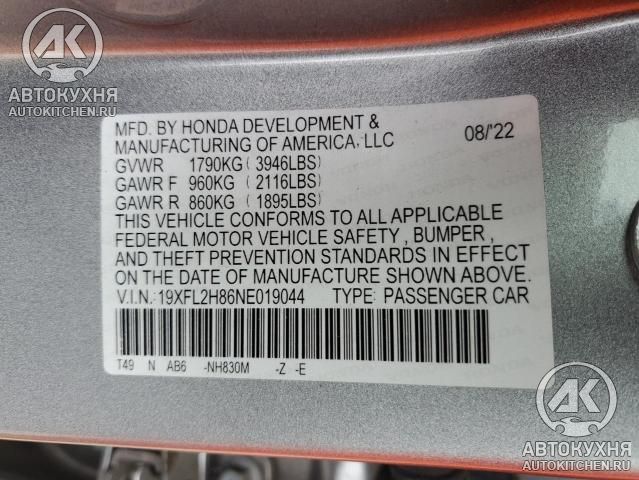 АВТОКУХНЯ
AUTOKITCHEN.RU
MFD. BY HONDA DEVELOPMENT & 08/'22
MANUFACTURING OF AMERICA, LLC
GVWR 1790KG ( 3946LBS)
GAWR F 960KG ( 2116LBS)
GAWR R 860KG ( 1895LBS)
THIS VEHICLE CONFORMS TO ALL APPLICABLE
FEDERAL MOTOR VEHICLE SAFETY , BUMPER,
AND THEFT PREVENTION STANDARDS IN EFFECT
ON THE DATE OF MANUFACTURE SHOWN ABOVE.
V.I.N.: 19XFL2H86NE019044 TYPE: PASSENGER CAR
T49 N AB6 -NH830M -Z -E
АВТОКУХНЯ
AUTOKITCHEN.RU